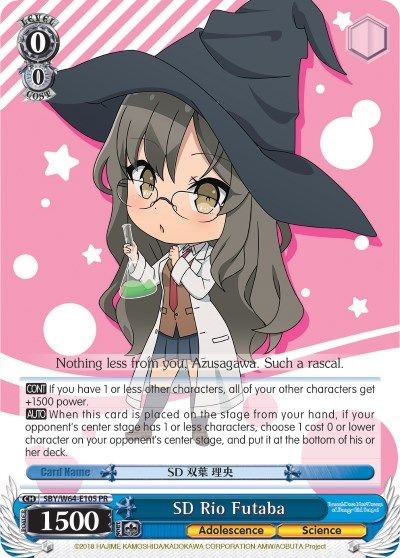 LEVEL
0
0
COST
Nothing less from you, Azusagawa. Such a rascal.
CONT If you have 1 or less other characters, all of your other characters get
+1500 power.
AUTO When this card is placed on the stage from your hand, if your
opponent's center stage has 1 or less characters, choose 1 cost 0 or lower
character on your opponent's center stage, and put it at the bottom of his or
her deck.
Card Name
SD 双葉 理央
CH SBY/W64-E105 PR
POWER 1500 SOUL
SD Rio Futaba
Adolescence Science
©2018 HAJIME KAMOSHIDA/KADOKAWA CORPORATION AMW/AOBUTA Project